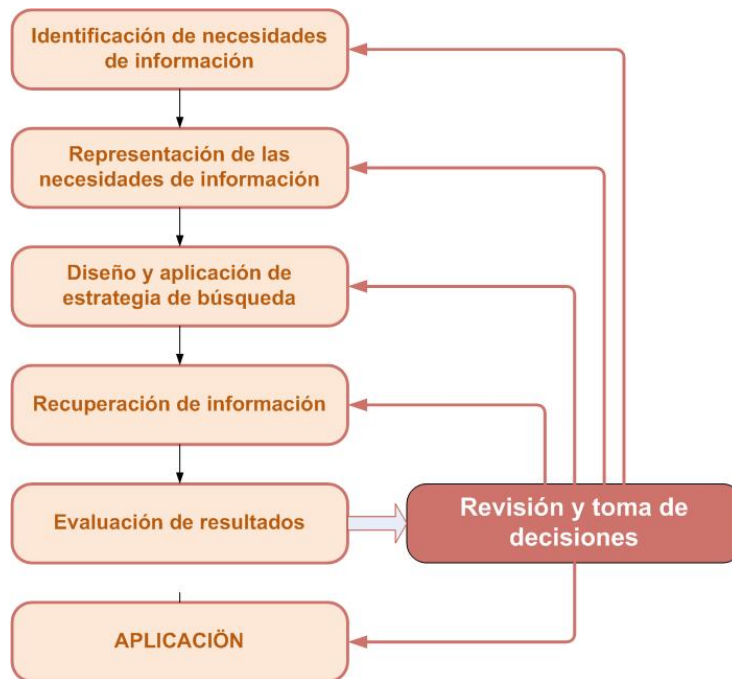 Identificación de necesidades
de información
Representación de las
necesidades de información
Diseño y aplicación de
estrategia de búsqueda
Recuperación de información
Evaluación de resultados
Revisión y toma de
decisiones
APLICACIÖN